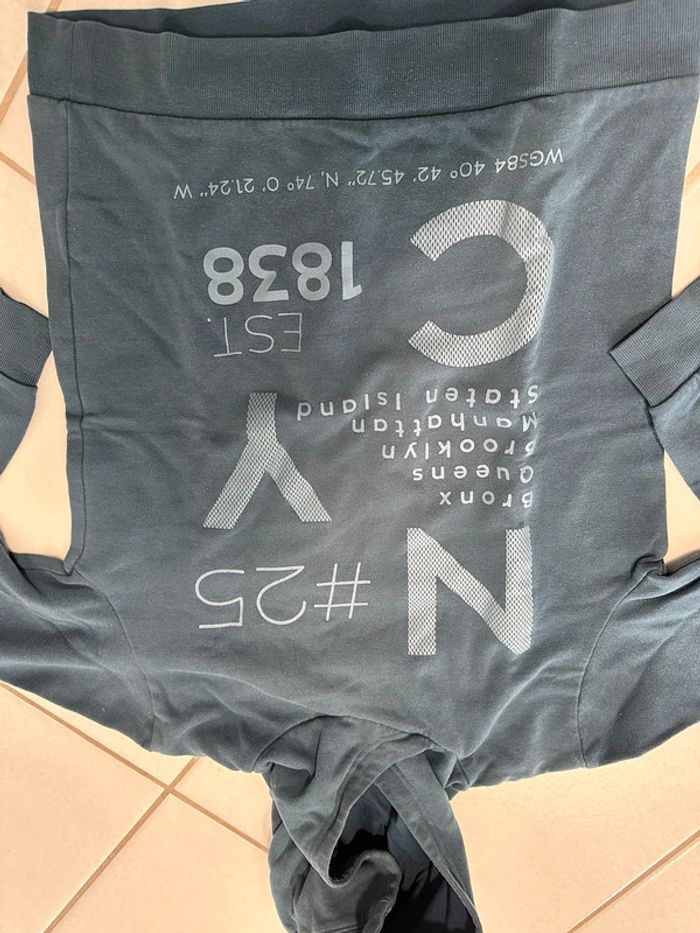 N #25
Y
Bronx
Queens
Brooklyn
Manhattan
Staten Island
C EST.
1838
WGS84 40° 42' 45.72" N, 74° 0' 21.24" W